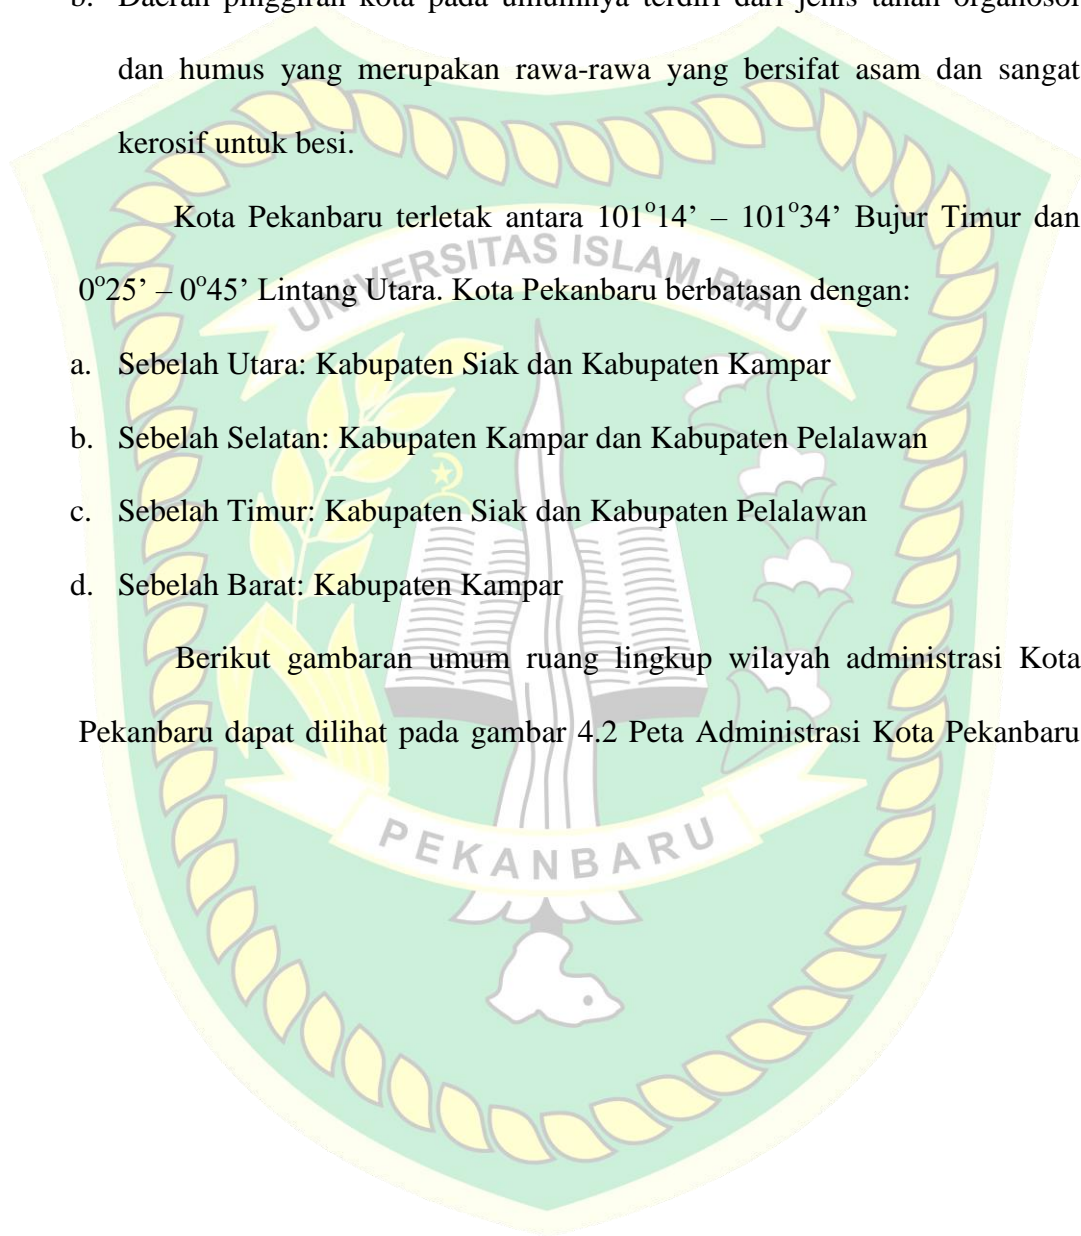 b. Daerah pinggiran kota pada umumnya terdiri dari jenis tanah organosol
dan humus yang merupakan rawa-rawa yang bersifat asam dan sangat
kerosif untuk besi.
Kota Pekanbaru terletak antara 101°14’ – 101°34’ Bujur Timur dan
0°25’ – 0°45’ Lintang Utara. Kota Pekanbaru berbatasan dengan:
a. Sebelah Utara: Kabupaten Siak dan Kabupaten Kampar
b. Sebelah Selatan: Kabupaten Kampar dan Kabupaten Pelalawan
c. Sebelah Timur: Kabupaten Siak dan Kabupaten Pelalawan
d. Sebelah Barat: Kabupaten Kampar
Berikut gambaran umum ruang lingkup wilayah administrasi Kota
Pekanbaru dapat dilihat pada gambar 4.2 Peta Administrasi Kota Pekanbaru
UNIVERSITAS ISLAM RIAU
PEKANBARU